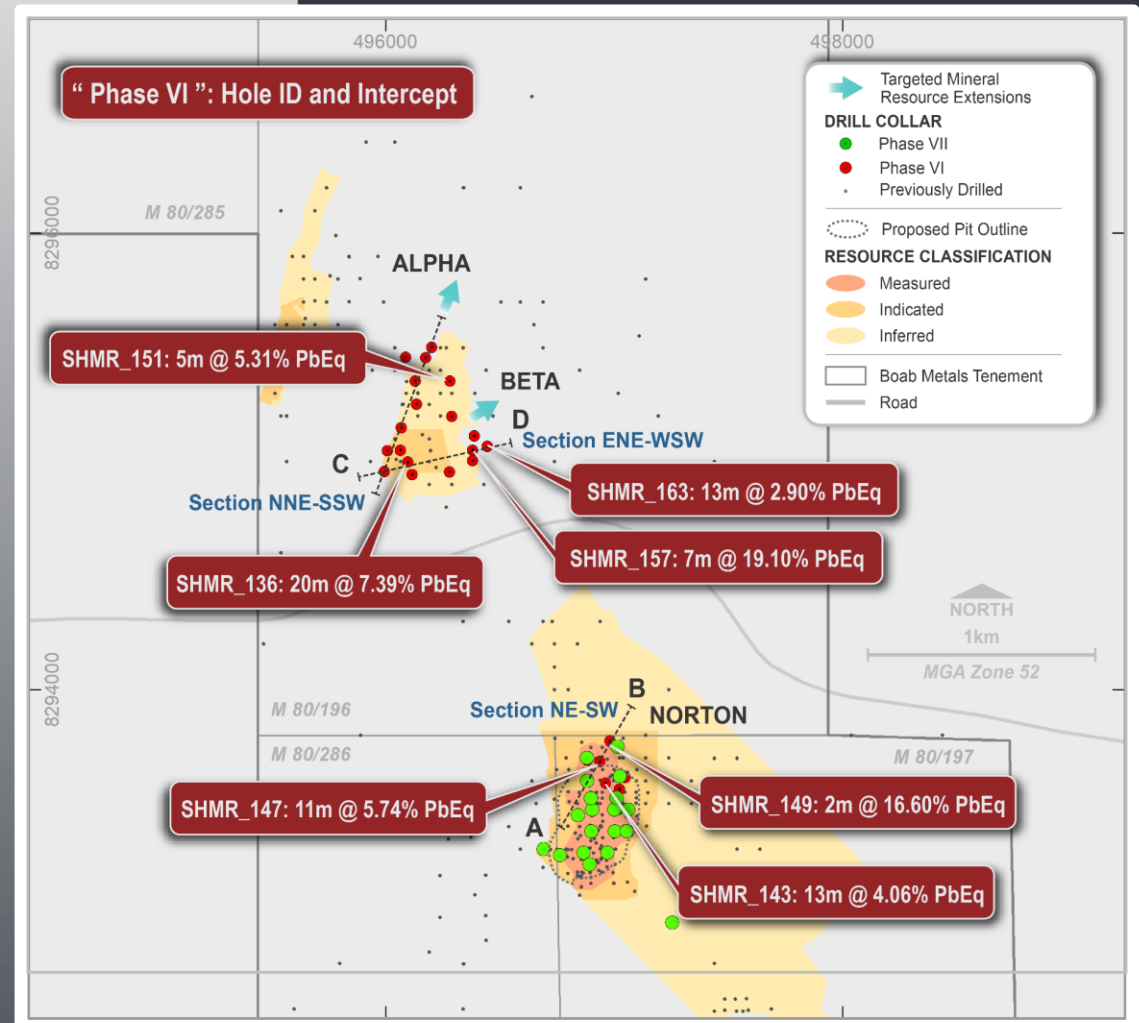 496000
498000
“ Phase VI ”: Hole ID and Intercept
Targeted Mineral
Resource Extensions
DRILL COLLAR
Phase VII
Phase VI
Previously Drilled
Proposed Pit Outline
RESOURCE CLASSIFICATION
Measured
Indicated
Inferred
Boab Metals Tenement
Road
M 80/285
8296000
ALPHA
SHMR_151: 5m @ 5.31% PbEq
BETA
D
Section ENE-WSW
C
Section NNE-SSW
SHMR_163: 13m @ 2.90% PbEq
SHMR_157: 7m @ 19.10% PbEq
SHMR_136: 20m @ 7.39% PbEq
NORTH
1km
MGA Zone 52
8294000
B
Section NE-SW
NORTON
M 80/196
M 80/286
M 80/197
SHMR_147: 11m @ 5.74% PbEq
SHMR_149: 2m @ 16.60% PbEq
A
SHMR_143: 13m @ 4.06% PbEq